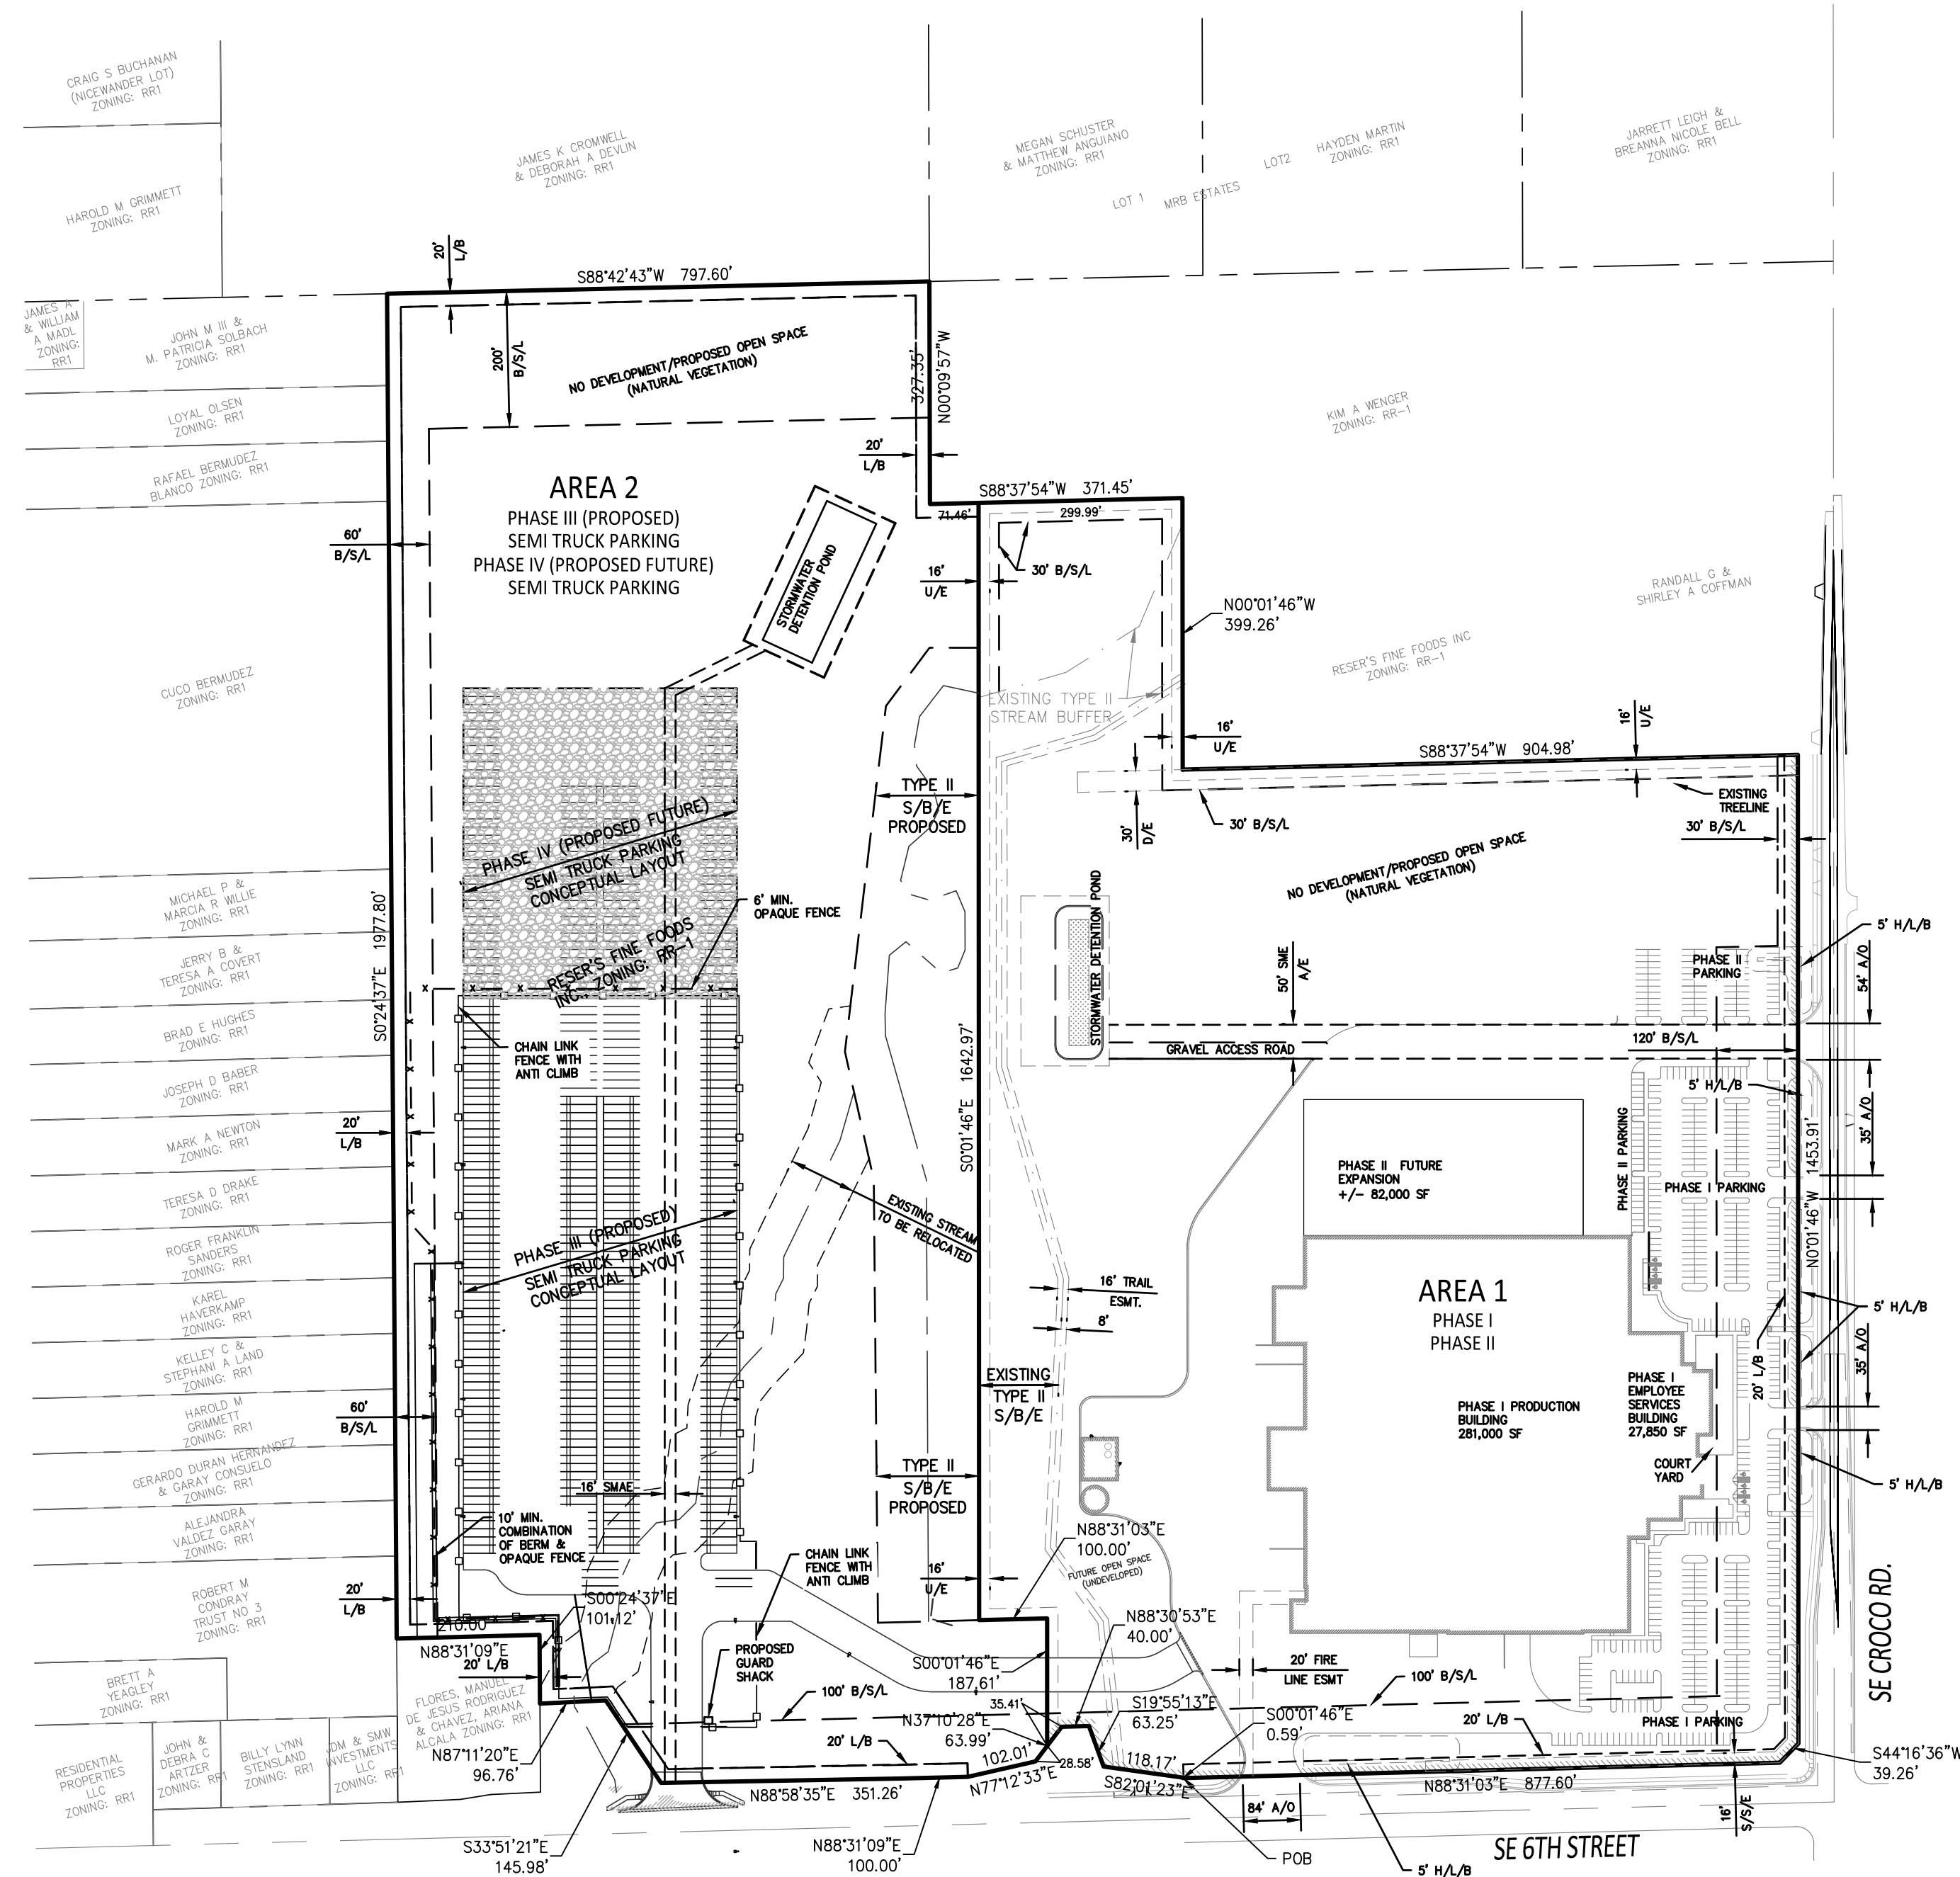 CRAIG S BUCHANAN
(NICEWANDER LOT)
ZONING: RR1
HAROLD M GRIMMETT
ZONING: RR1
JAMES K CROMWELL
& DEBORAH A DEVLIN
ZONING: RR1
MEGAN SCHUSTER
& MATTHEW ANGUIANO
ZONING: RR1
LOT 1
MRB ESTATES
LOT2
HAYDEN MARTIN
ZONING: RR1
JARRETT LEIGH &
BREANNA NICOLE BELL
ZONING: RR1
20'
L/B
S88°42'43"W 797.60'
JAMES A
& WILLIAM
A MADL
ZONING:
RR1
JOHN M III &
M. PATRICIA SOLBACH
ZONING: RR1
LOYAL OLSEN
ZONING: RR1
RAFAEL BERMUDEZ
BLANCO ZONING: RR1
200'
B/S/L
NO DEVELOPMENT/PROPOSED OPEN SPACE
(NATURAL VEGETATION)
327.35'
N00°09'57"W
20'
L/B
KIM A WENGER
ZONING: RR-1
AREA 2
PHASE III (PROPOSED)
SEMI TRUCK PARKING
PHASE IV (PROPOSED FUTURE)
SEMI TRUCK PARKING
60'
B/S/L
STORMWATER
DETENTION POND
S88°37'54"W 371.45'
71.46'
299.99'
16'
U/E
30' B/S/L
N00°01'46"W
399.26'
RANDALL G &
SHIRLEY A COFFMAN
RESER'S FINE FOODS INC
ZONING: RR-1
CUCO BERMUDEZ
ZONING: RR1
EXISTING TYPE II
STREAM BUFFER
16'
U/E
S88°37'54"W 904.98'
16'
U/E
TYPE II
S/B/E
PROPOSED
30'
D/E
30' B/S/L
EXISTING
TREELINE
30' B/S/L
PHASE IV (PROPOSED FUTURE)
SEMI TRUCK PARKING
CONCEPTUAL LAYOUT
6' MIN.
OPAQUE FENCE
RESER'S FINE FOODS
INC., ZONING: RR-1
NO DEVELOPMENT/PROPOSED OPEN SPACE
(NATURAL VEGETATION)
STORMWATER DETENTION POND
50' SME
A/E
GRAVEL ACCESS ROAD
PHASE II
PARKING
5' H/L/B
54' A/O
120' B/S/L
5' H/L/B
35' A/O
MICHAEL P &
MARCIA R WILLIE
ZONING: RR1
JERRY B &
TERESA A COVERT
ZONING: RR1
BRAD E HUGHES
ZONING: RR1
JOSEPH D BABER
ZONING: RR1
MARK A NEWTON
ZONING: RR1
TERESA D DRAKE
ZONING: RR1
ROGER FRANKLIN
SANDERS
ZONING: RR1
KAREL
HAVERKAMP
ZONING: RR1
KELLEY C &
STEPHANI A LAND
ZONING: RR1
HAROLD M
GRIMMETT
ZONING: RR1
GERARDO DURAN HERNANDEZ
& GARAY CONSUELO
ZONING: RR1
ALEJANDRA
VALDEZ GARAY
ZONING: RR1
ROBERT M
CONDRAY
TRUST NO 3
ZONING: RR1
S0°24'37"E 1977.80'
CHAIN LINK
FENCE WITH
ANTI CLIMB
20'
L/B
S0°01'46"E 1642.97'
PHASE II FUTURE
EXPANSION
+/- 82,000 SF
PHASE II PARKING
PHASE I PARKING
N0°01'46"W 1453.91'
PHASE III (PROPOSED)
SEMI TRUCK PARKING
CONCEPTUAL LAYOUT
EXISTING STREAM
TO BE RELOCATED
16' TRAIL
ESMT.
8'
AREA 1
PHASE I
PHASE II
5' H/L/B
35' A/O
20' L/B
60'
B/S/L
EXISTING
TYPE II
S/B/E
PHASE I PRODUCTION
BUILDING
281,000 SF
PHASE I
EMPLOYEE
SERVICES
BUILDING
27,850 SF
COURT
YARD
5' H/L/B
TYPE II
S/B/E
PROPOSED
16' SMAE
10' MIN.
COMBINATION
OF BERM &
OPAQUE FENCE
CHAIN LINK
FENCE WITH
ANTI CLIMB
16'
U/E
N88°31'03"E
100.00'
FUTURE OPEN SPACE
(UNDEVELOPED)
20'
L/B
S00°24'37"E
101.12'
210.00'
N88°31'09"E
20' L/B
PROPOSED
GUARD
SHACK
N88°30'53"E
40.00'
S00°01'46"E
187.61'
20' FIRE
LINE ESMT
100' B/S/L
100' B/S/L
35.41'
S19°55'13"E
63.25'
S00°01'46"E
0.59'
N37°10'28"E
63.99'
20' L/B
PHASE I PARKING
SE CROCO RD.
BRETT A
YEAGLEY
ZONING: RR1
FLORES, MANUEL
DE JESUS RODRIGUEZ
& CHAVEZ, ARIANA
ALCALA ZONING: RR1
RESIDENTIAL
PROPERTIES
LLC
ZONING: RR1
JOHN &
DEBRA C
ARTZER
ZONING: RR1
BILLY LYNN
STENSLAND
ZONING: RR1
JDM & SMW
INVESTMENTS
LLC
ZONING: RR1
N87°11'20"E
96.76'
20' L/B
102.01'
28.58'
118.17'
N88°58'35"E 351.26'
N77°12'33"E
S82°01'23"E
N88°31'03"E 877.60'
S44°16'36"W
39.26'
84' A/O
16'
S/S/E
S33°51'21"E
145.98'
N88°31'09"E
100.00'
POB
SE 6TH STREET
5' H/L/B